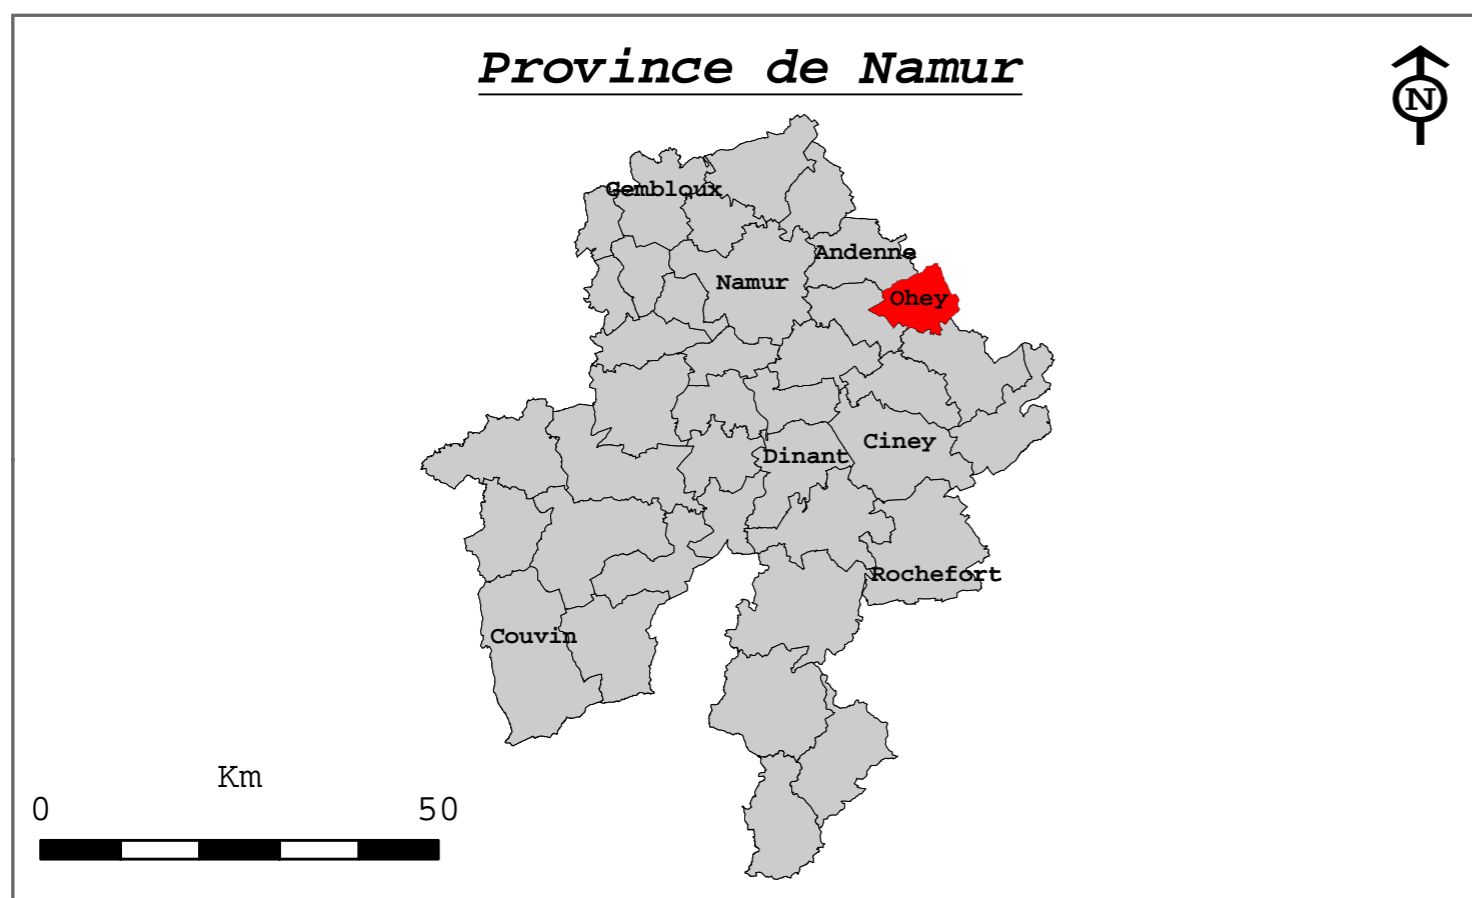 Province de Namur
N
Gembloux
Andenne
Namur
Ohey
Ciney
Dinant
Rochefort
Couvin
Km
0 50